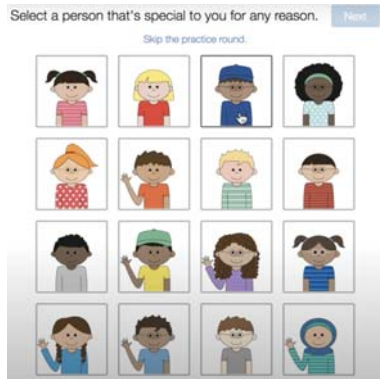 Select a person that's special to you for any reason. Next
Skip the practice round.